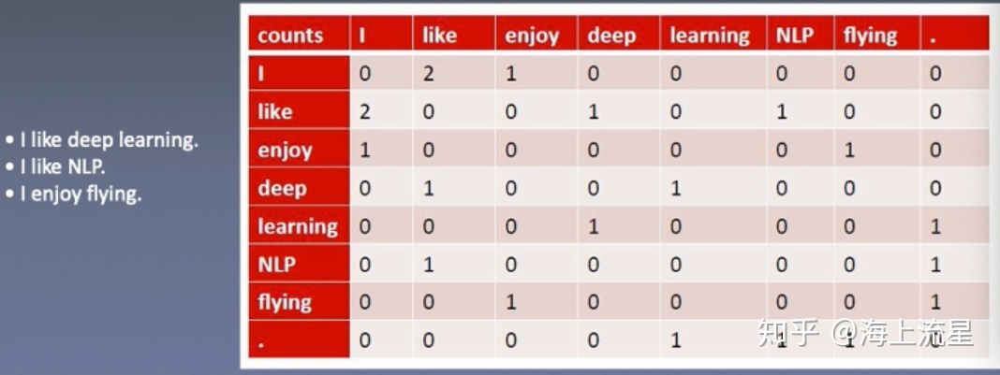 • I like deep learning.
• I like NLP.
• I enjoy flying.
counts I like enjoy deep learning NLP flying .
I 0 2 1 0 0 0 0 0
like 2 0 0 1 0 1 0 0
enjoy 1 0 0 0 0 0 1 0
deep 0 1 0 0 1 0 0 0
learning 0 0 0 1 0 0 0 1
NLP 0 1 0 0 0 0 0 1
flying 0 0 1 0 0 0 0 1
. 0 0 0 0 1 1 1 0
知乎 @海上流星